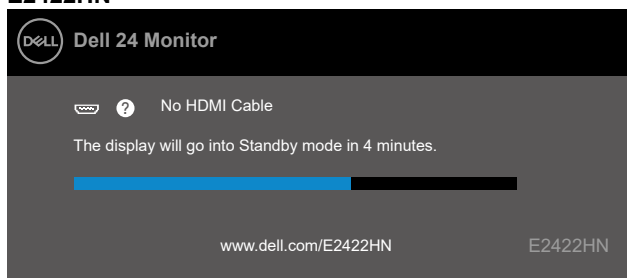 E2422HN
DELL
Dell 24 Monitor
? No HDMI Cable
The display will go into Standby mode in 4 minutes.
www.dell.com/E2422HN
E2422HN